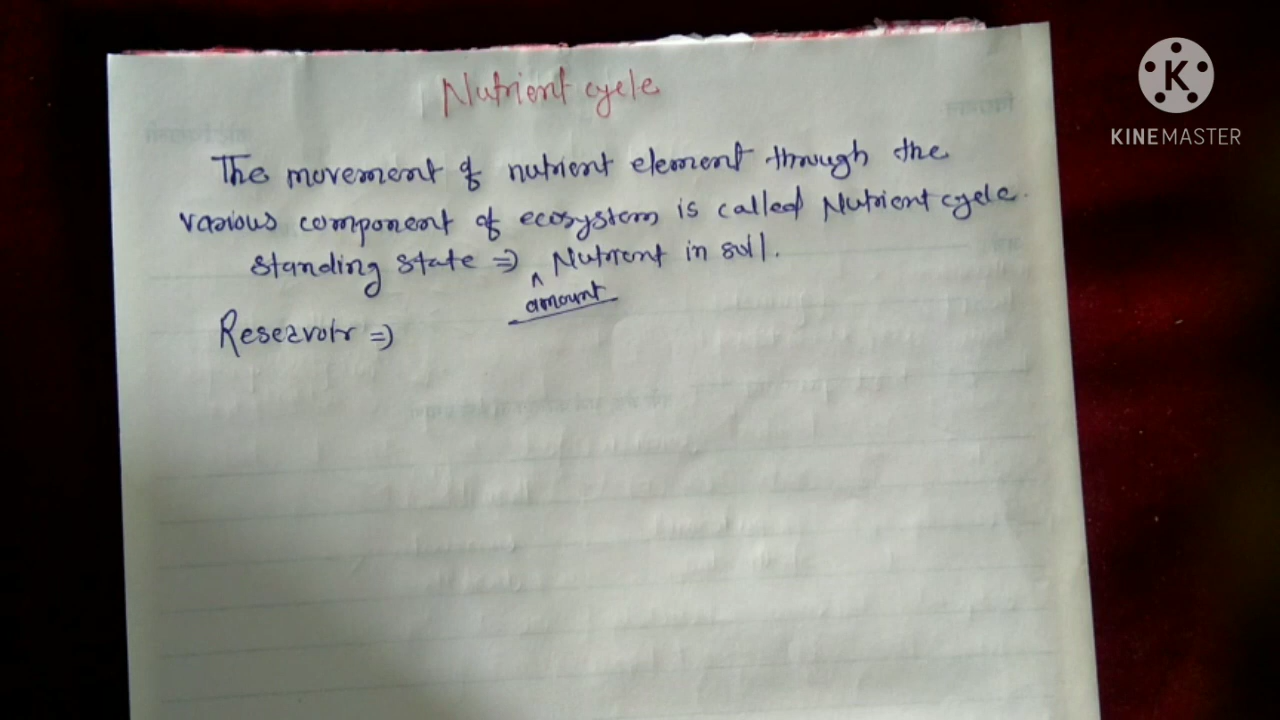 Nutrient cycle
The movement of nutrient element through the
various component of ecosystem is called Nutrient cycle.
Standing state => ^ Nutrient in soil.
amount
Reservoir =>
K
KINEMASTER